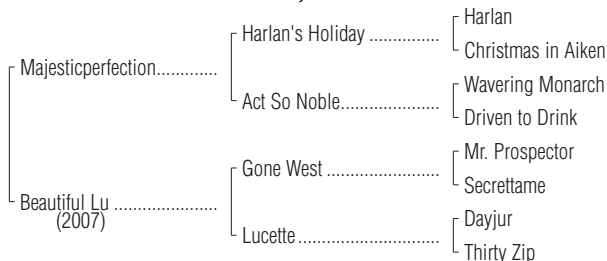 Harlan
Harlan's Holiday ................
Christmas in Aiken
Majesticperfection.............
Wavering Monarch
Act So Noble......................
Driven to Drink
Mr. Prospector
Gone West .........................
Secrettame
Beautiful Lu ......................
(2007)
Dayjur
Lucette................................
Thirty Zip